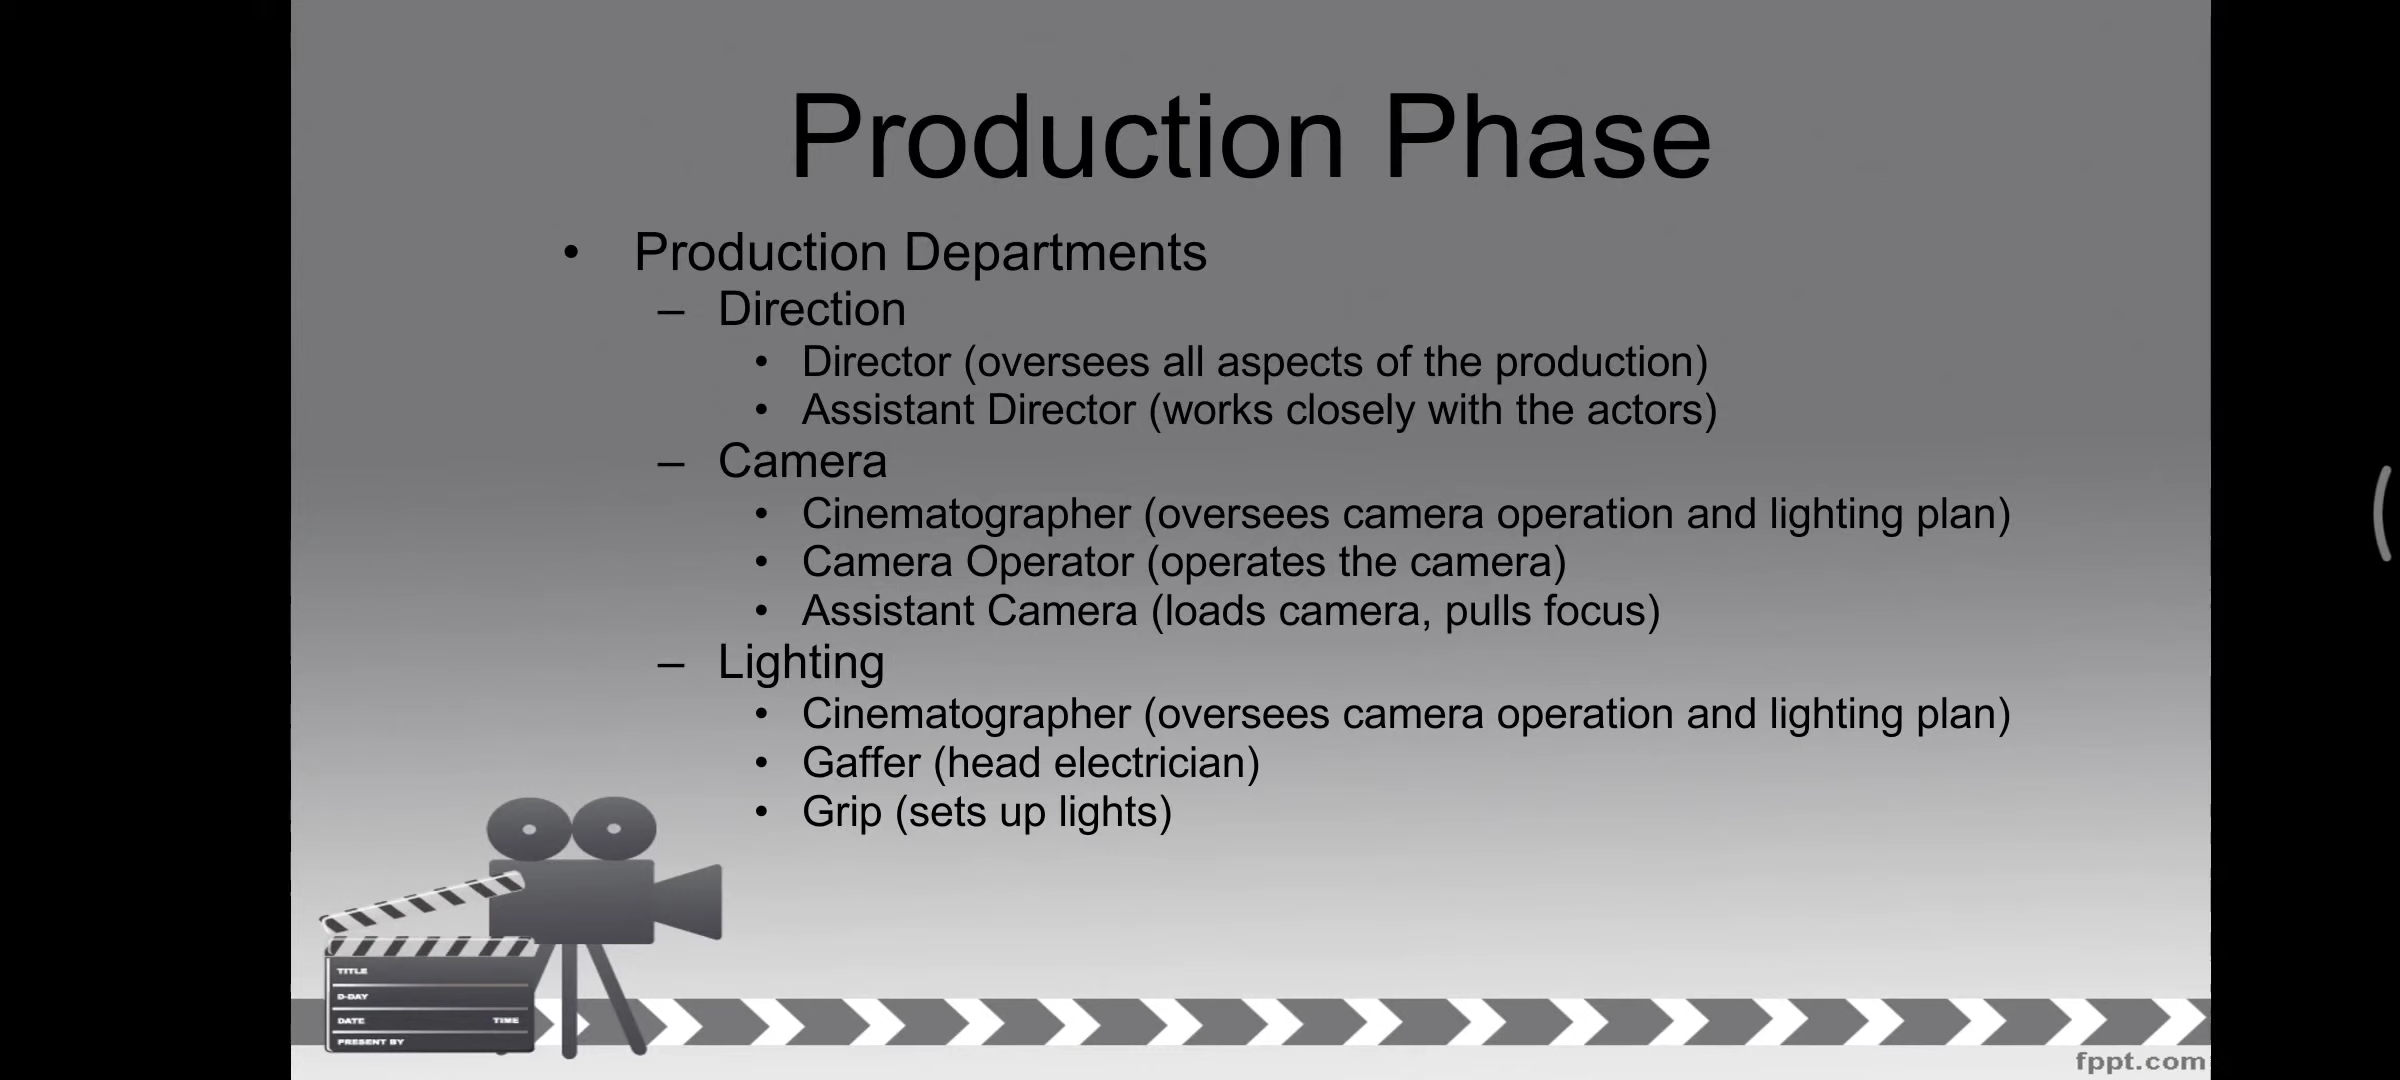 Production Phase
• Production Departments
– Direction
• Director (oversees all aspects of the production)
• Assistant Director (works closely with the actors)
– Camera
• Cinematographer (oversees camera operation and lighting plan)
• Camera Operator (operates the camera)
• Assistant Camera (loads camera, pulls focus)
– Lighting
• Cinematographer (oversees camera operation and lighting plan)
• Gaffer (head electrician)
• Grip (sets up lights)
TITLE
D-DAY
DATE TIME
PRESENT BY
fppt.com